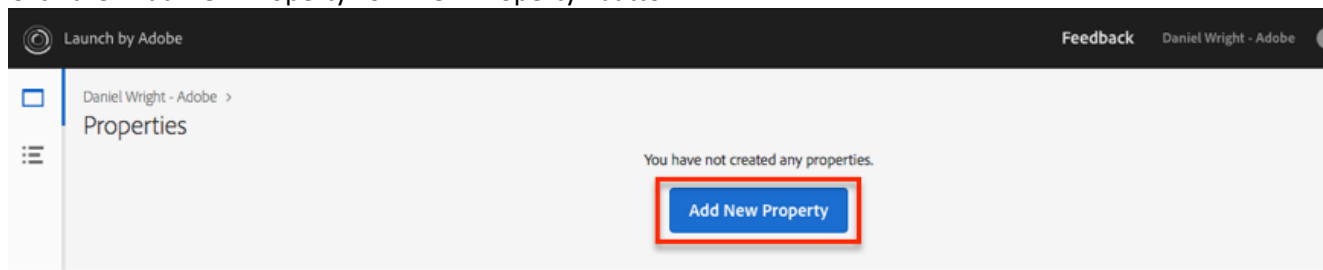 Launch by Adobe
Feedback
Daniel Wright - Adobe
Daniel Wright - Adobe >
Properties
You have not created any properties.
Add New Property